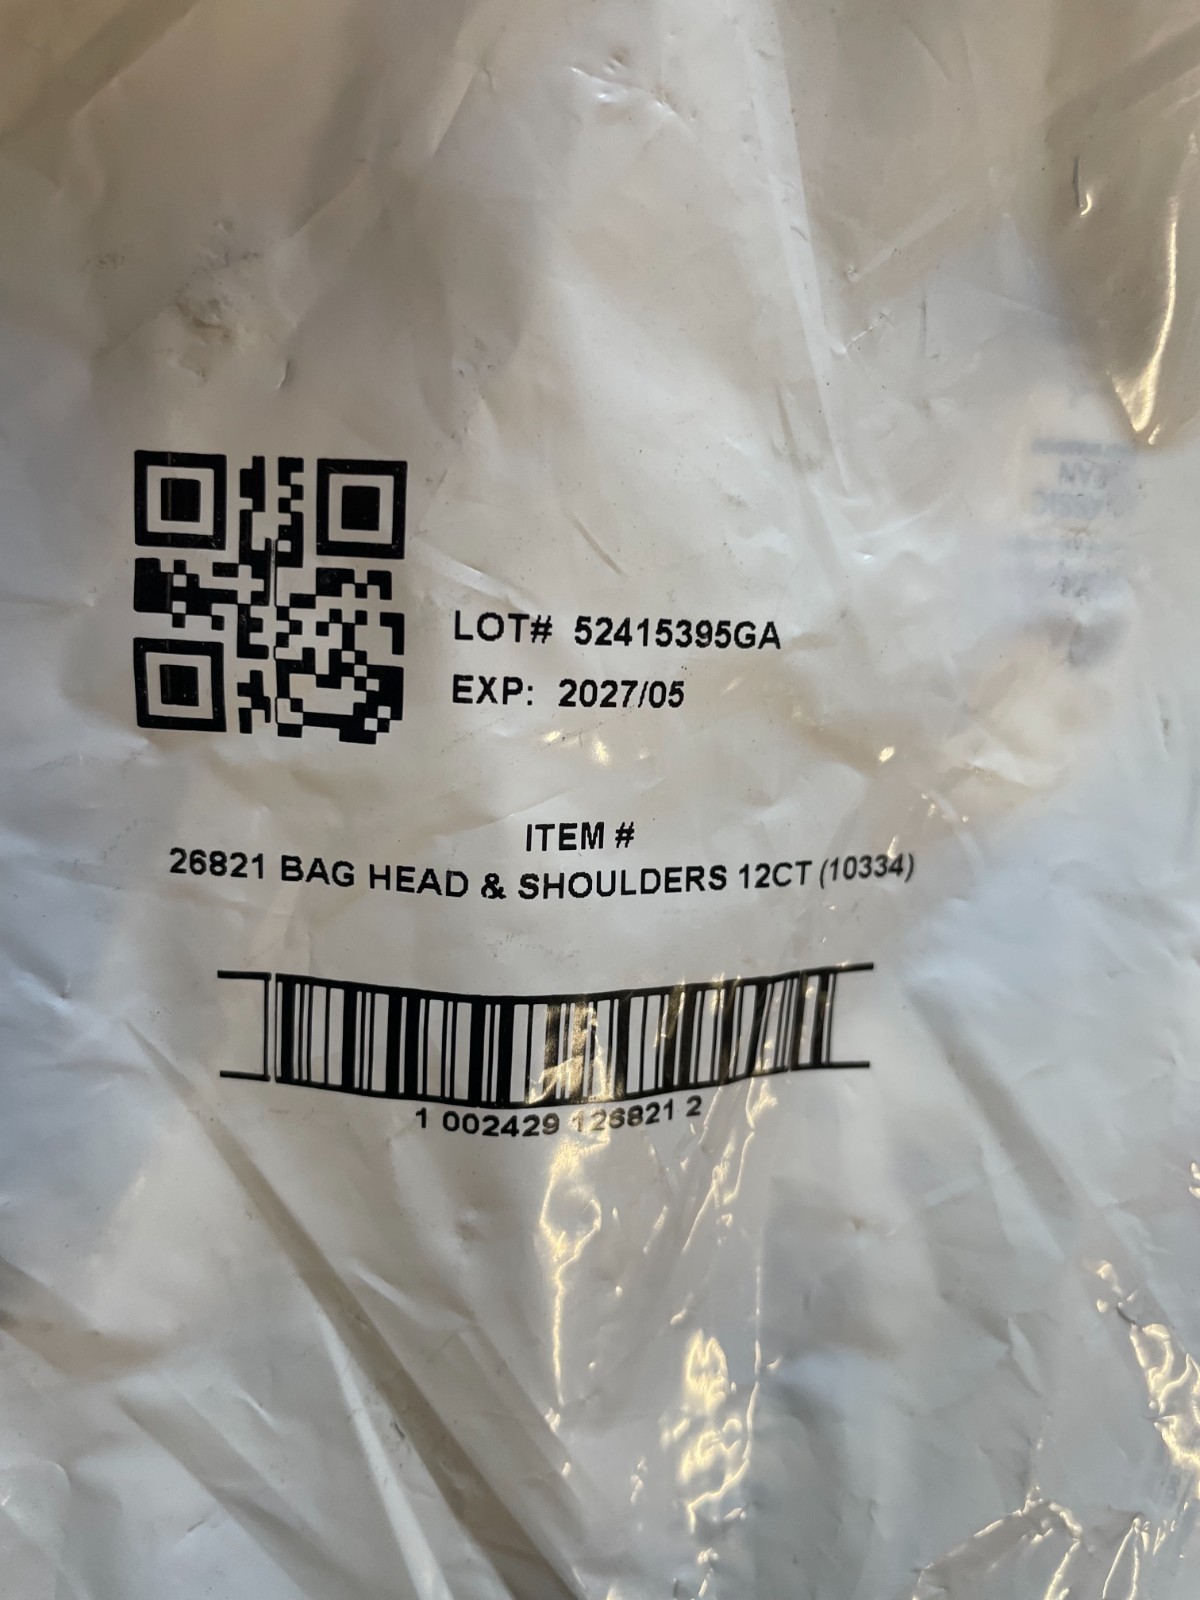 LOT# 52415395GA
EXP: 2027/05
ITEM #
26821 BAG HEAD & SHOULDERS 12CT (10334)
1 002429 126821 2